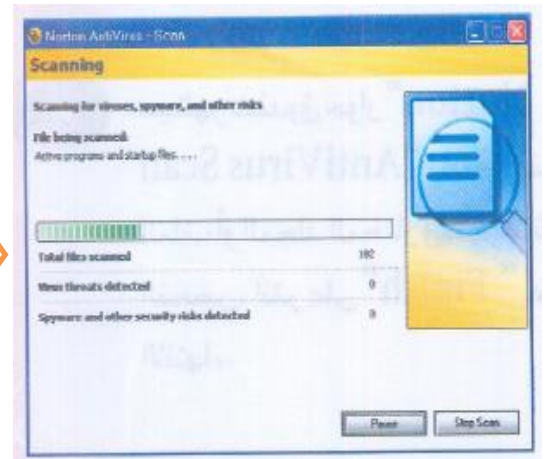 Norton AntiVirus - Scan
Scanning
Scanning for viruses, spyware, and other risks
File being scanned:
Active programs and startup files.....
Total files scanned 182
Virus threats detected 0
Spyware and other security risks detected 0
Pause Stop Scan